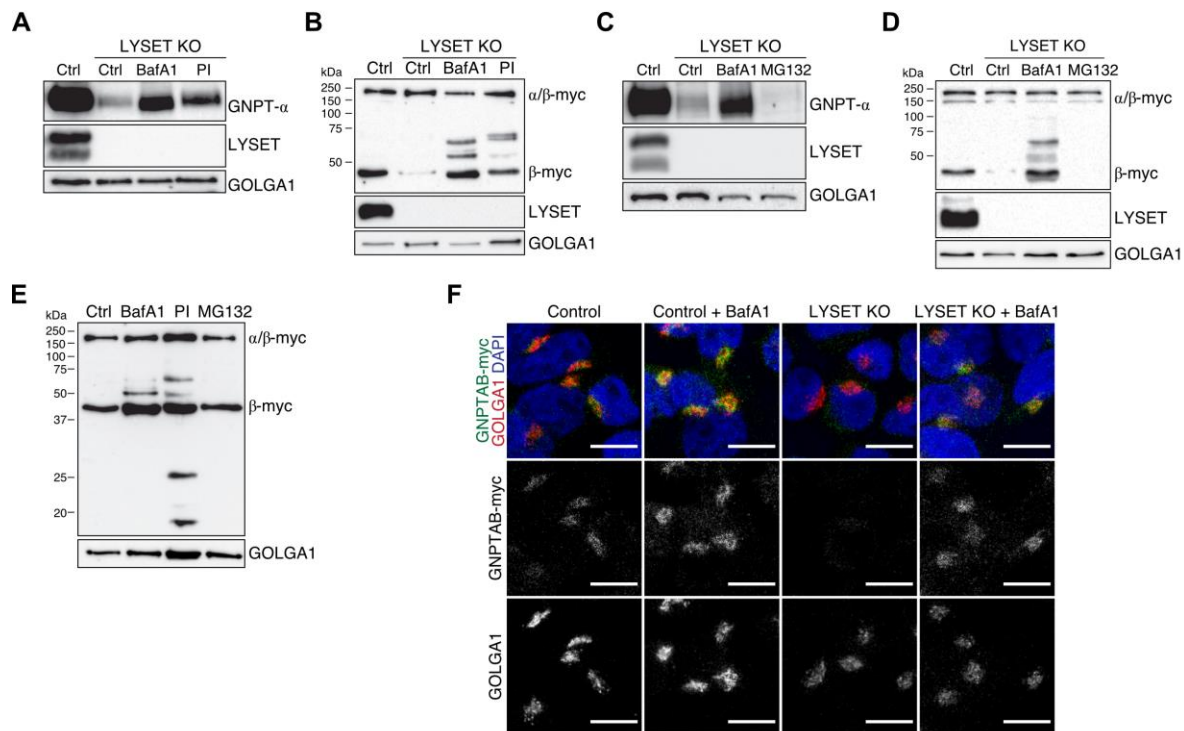 A
LYSET KO
Ctrl Ctrl BafA1 PI
GNPT-α
LYSET
GOLGA1
B
LYSET KO
kDa Ctrl Ctrl BafA1 PI
250
150
100
75
50
α/β-myc
β-myc
LYSET
GOLGA1
C
LYSET KO
Ctrl Ctrl BafA1 MG132
GNPT-α
LYSET
GOLGA1
D
LYSET KO
kDa Ctrl Ctrl BafA1 MG132
250
150
100
75
50
α/β-myc
β-myc
LYSET
GOLGA1
E
kDa Ctrl BafA1 PI MG132
250
150
100
75
50
37
25
20
α/β-myc
β-myc
GOLGA1
F
Control Control + BafA1 LYSET KO LYSET KO + BafA1
GNPTAB-myc
GOLGA1 DAPI
GNPTAB-myc
GOLGA1